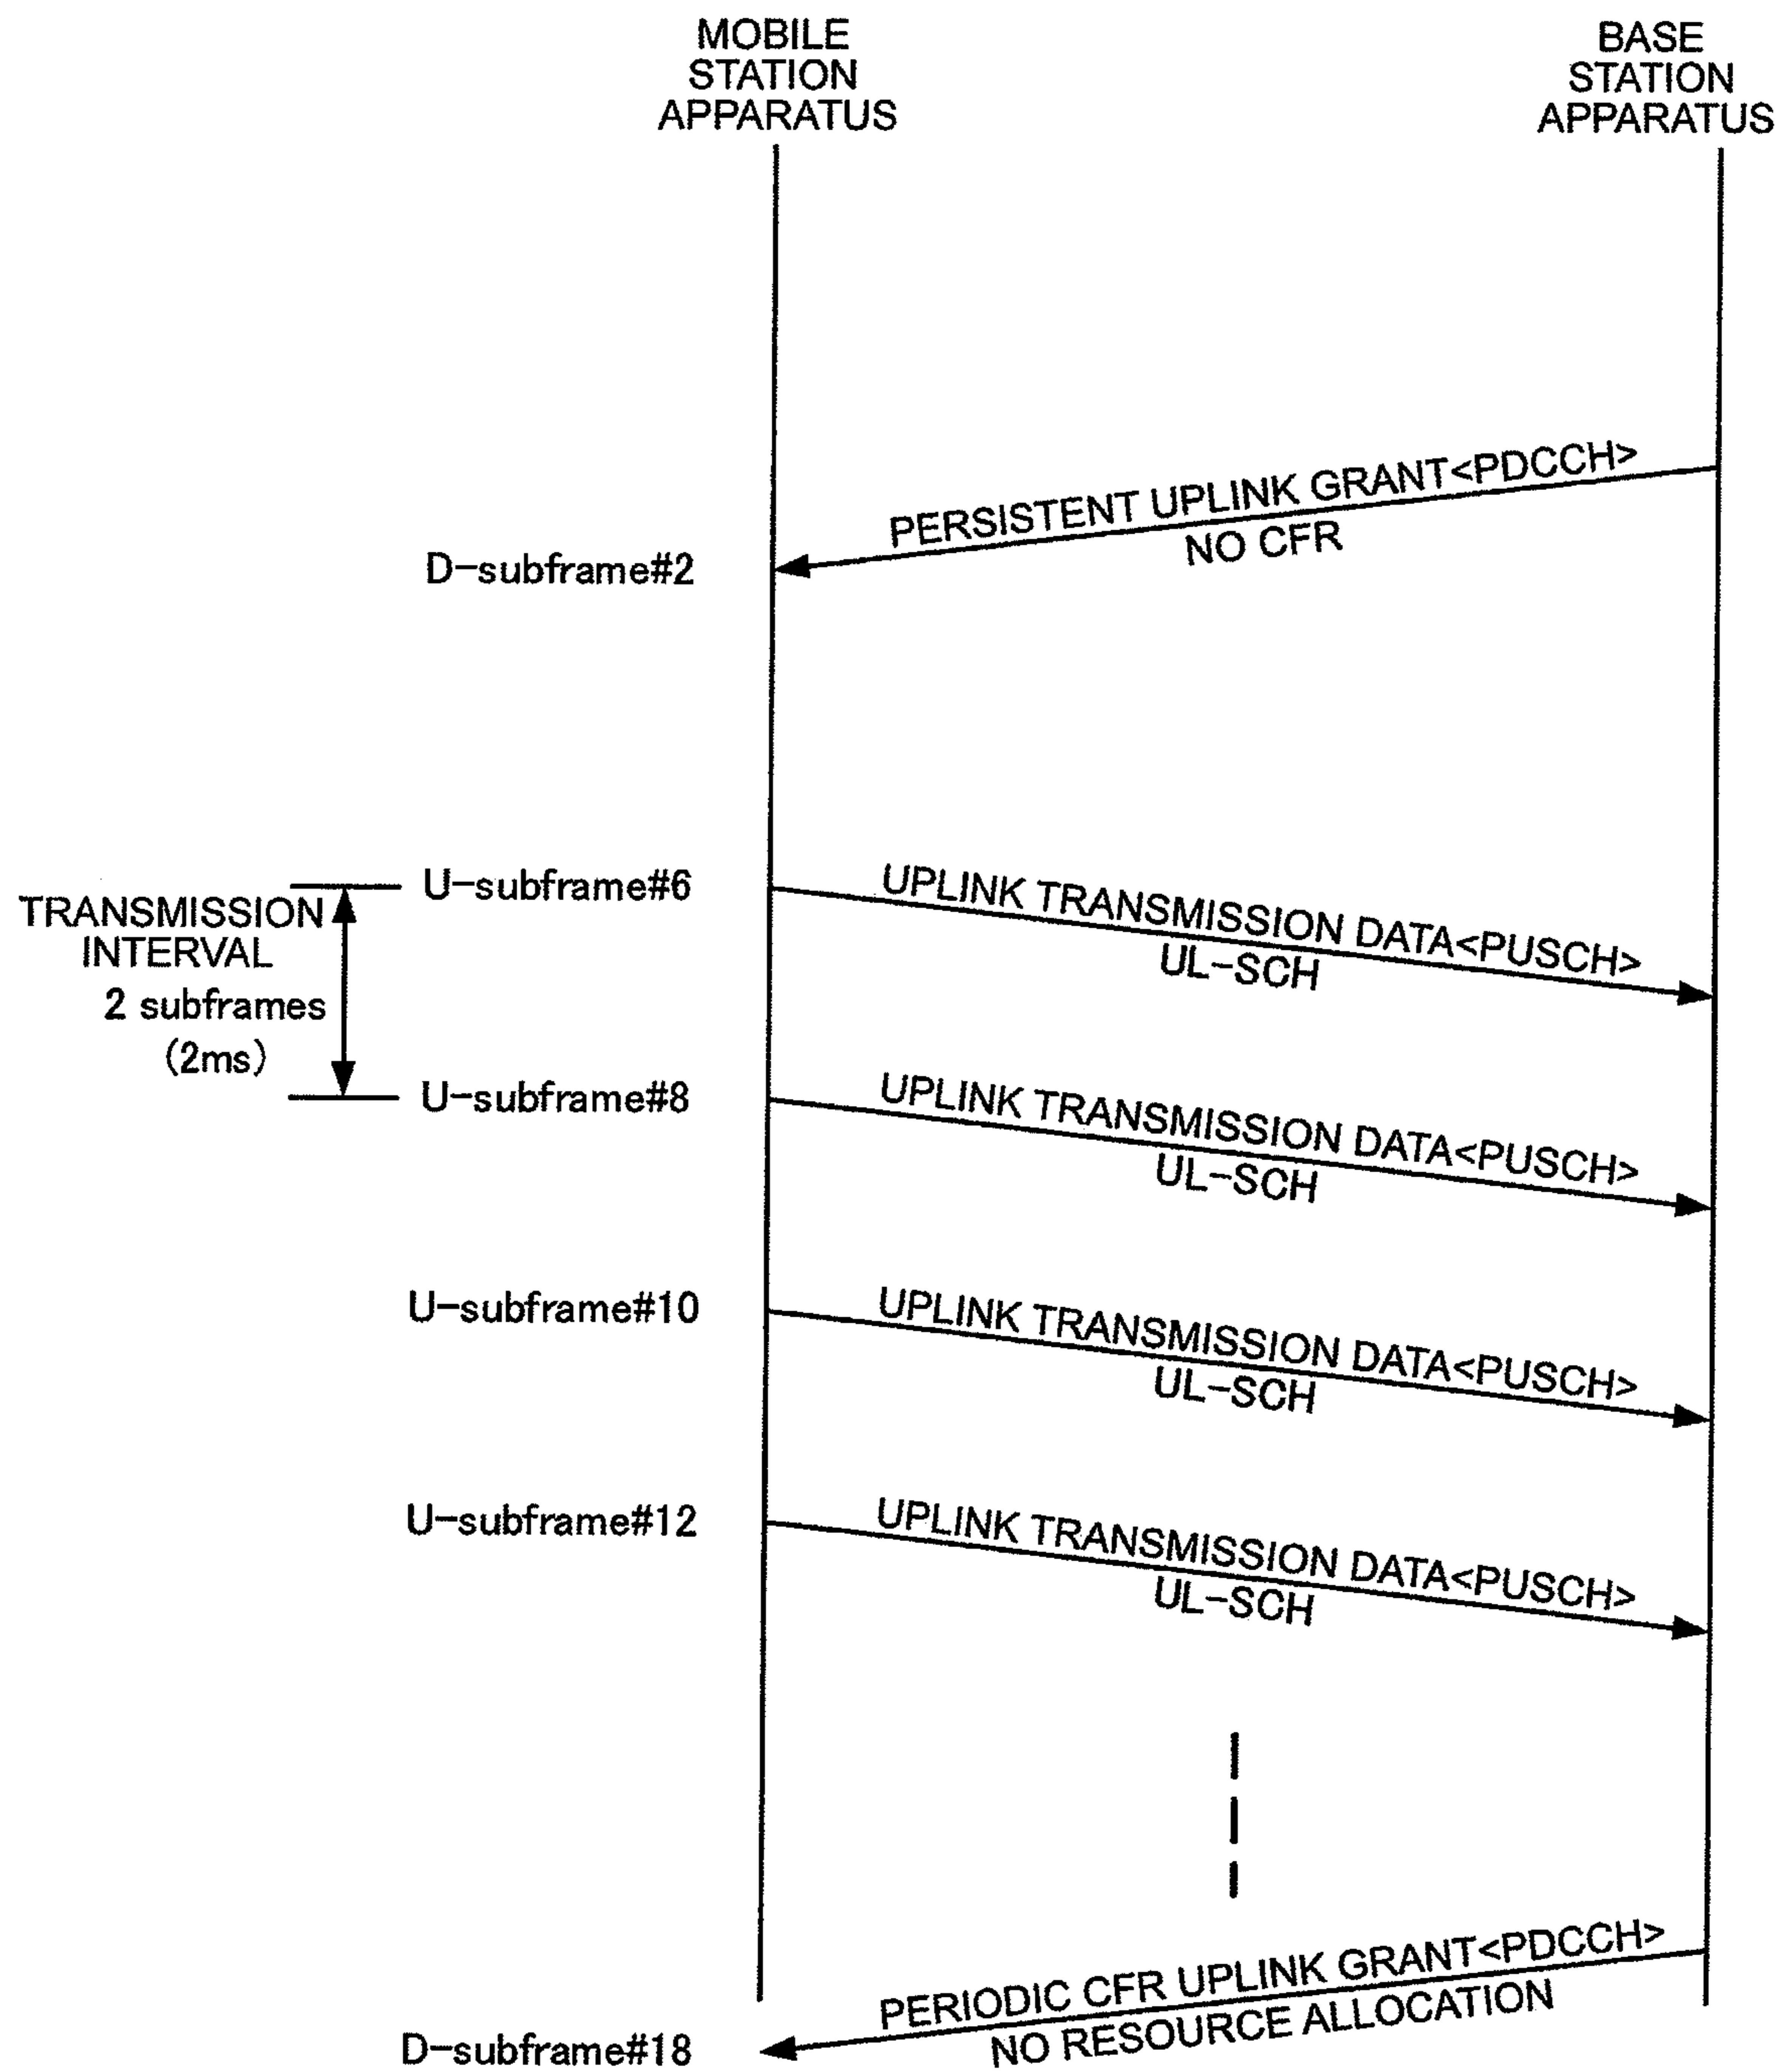 MOBILE
STATION
APPARATUS
BASE
STATION
APPARATUS
PERSISTENT UPLINK GRANT<PDCCH>
NO CFR
D-subframe#2
U-subframe#6
UPLINK TRANSMISSION DATA<PUSCH>
UL-SCH
TRANSMISSION
INTERVAL
2 subframes
(2ms)
U-subframe#8
UPLINK TRANSMISSION DATA<PUSCH>
UL-SCH
U-subframe#10
UPLINK TRANSMISSION DATA<PUSCH>
UL-SCH
U-subframe#12
UPLINK TRANSMISSION DATA<PUSCH>
UL-SCH
PERIODIC CFR UPLINK GRANT<PDCCH>
NO RESOURCE ALLOCATION
D-subframe#18